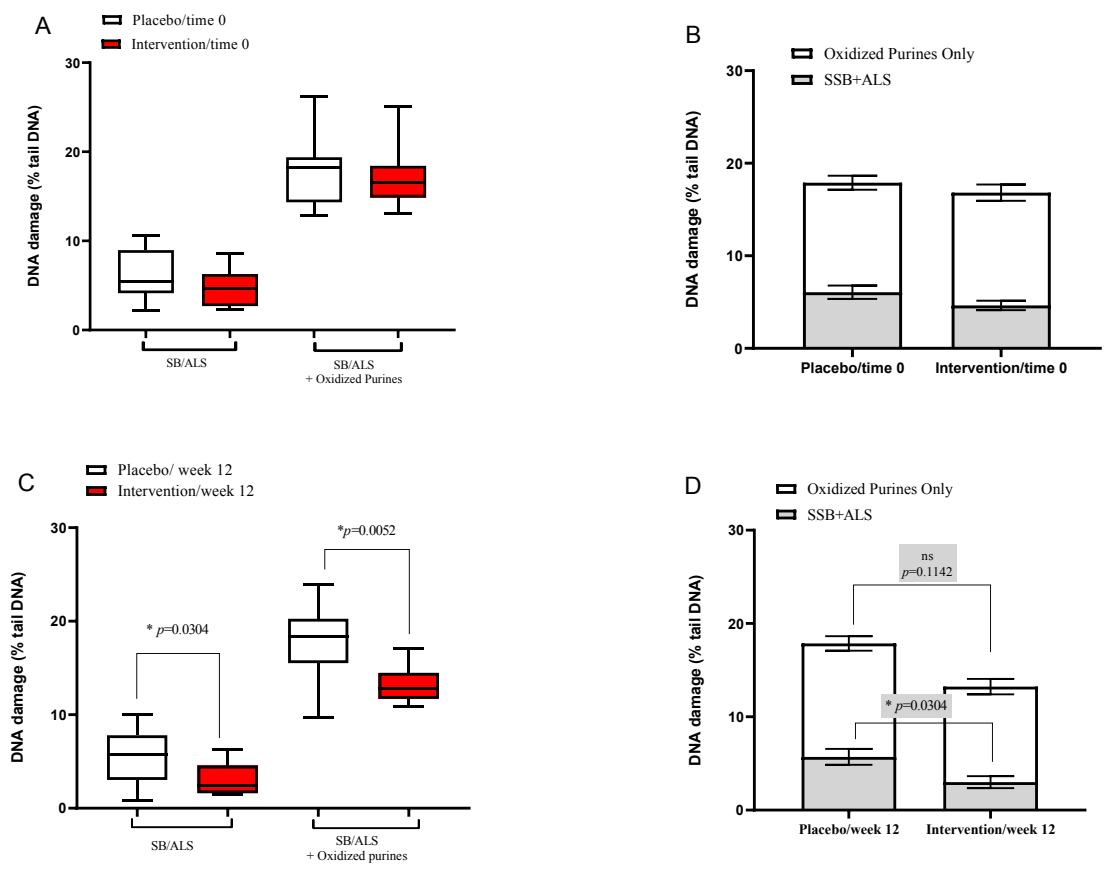 A
Placebo/time 0
Intervention/time 0
DNA damage (% tail DNA)
30
20
10
0
SB/ALS
SB/ALS
+ Oxidized Purines
B
Oxidized Purines Only
SSB+ALS
DNA damage (% tail DNA)
30
20
10
0
Placebo/time 0
Intervention/time 0
C
Placebo/ week 12
Intervention/week 12
DNA damage (% tail DNA)
30
20
10
0
* p=0.0304
*p=0.0052
SB/ALS
SB/ALS
+ Oxidized purines
D
Oxidized Purines Only
SSB+ALS
DNA damage (% tail DNA)
30
20
10
0
ns
p=0.1142
* p=0.0304
Placebo/week 12
Intervention/week 12